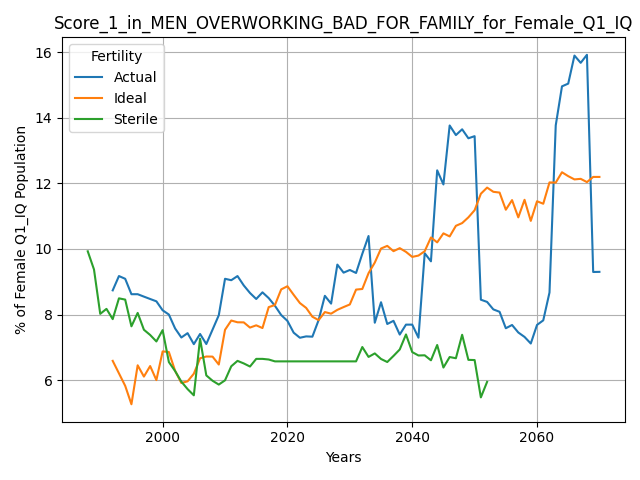 Score_1_in_MEN_OVERWORKING_BAD_FOR_FAMILY_for_Female_Q1_IQ
Fertility
Actual
Ideal
Sterile
% of Female Q1_IQ Population
16
14
12
10
8
6
2000
2020
2040
2060
Years